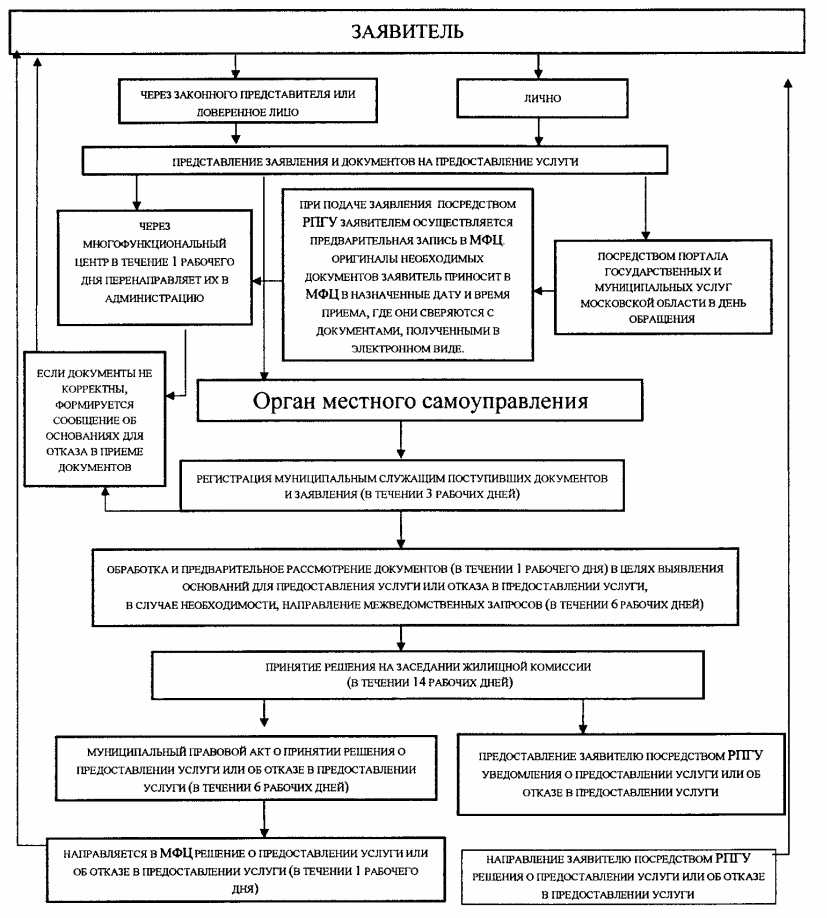 ЗАЯВИТЕЛЬ
ЧЕРЕЗ ЗАКОННОГО ПРЕДСТАВИТЕЛЯ ИЛИ
ДОВЕРЕННОЕ ЛИЦО
ЛИЧНО
ПРЕДСТАВЛЕНИЕ ЗАЯВЛЕНИЯ И ДОКУМЕНТОВ НА ПРЕДОСТАВЛЕНИЕ УСЛУГИ
ЧЕРЕЗ
МНОГОФУНКЦИОНАЛЬНЫЙ
ЦЕНТР В ТЕЧЕНИЕ 1 РАБОЧЕГО
ДНЯ ПЕРЕНАПРАВЛЯЕТ ИХ В
АДМИНИСТРАЦИЮ
ПРИ ПОДАЧЕ ЗАЯВЛЕНИЯ ПОСРЕДСТВОМ
РПГУ ЗАЯВИТЕЛЕМ ОСУЩЕСТВЛЯЕТСЯ
ПРЕДВАРИТЕЛЬНАЯ ЗАПИСЬ В МФЦ.
ОРИГИНАЛЫ НЕОБХОДИМЫХ
ДОКУМЕНТОВ ЗАЯВИТЕЛЬ ПРИНОСИТ В
МФЦ В НАЗНАЧЕННЫЕ ДАТУ И ВРЕМЯ
ПРИЕМА, ГДЕ ОНИ СВЕРЯЮТСЯ С
ДОКУМЕНТАМИ, ПОЛУЧЕННЫМИ В
ЭЛЕКТРОННОМ ВИДЕ.
ПОСРЕДСТВОМ ПОРТАЛА
ГОСУДАРСТВЕННЫХ И
МУНИЦИПАЛЬНЫХ УСЛУГ
МОСКОВСКОЙ ОБЛАСТИ В ДЕНЬ
ОБРАЩЕНИЯ
ЕСЛИ ДОКУМЕНТЫ НЕ
КОРРЕКТНЫ,
ФОРМИРУЕТСЯ
СООБЩЕНИЕ ОБ
ОСНОВАНИЯХ ДЛЯ
ОТКАЗА В ПРИЕМЕ
ДОКУМЕНТОВ
Орган местного самоуправления
РЕГИСТРАЦИЯ МУНИЦИПАЛЬНЫМ СЛУЖАЩИМ ПОСТУПИВШИХ ДОКУМЕНТОВ
И ЗАЯВЛЕНИЯ (В ТЕЧЕНИИ 3 РАБОЧИХ ДНЕЙ)
ОБРАБОТКА И ПРЕДВАРИТЕЛЬНОЕ РАССМОТРЕНИЕ ДОКУМЕНТОВ (В ТЕЧЕНИИ 1 РАБОЧЕГО ДНЯ) В ЦЕЛЯХ ВЫЯВЛЕНИЯ
ОСНОВАНИЙ ДЛЯ ПРЕДОСТАВЛЕНИЯ УСЛУГИ ИЛИ ОТКАЗА В ПРЕДОСТАВЛЕНИИ УСЛУГИ,
В СЛУЧАЕ НЕОБХОДИМОСТИ, НАПРАВЛЕНИЕ МЕЖВЕДОМСТВЕННЫХ ЗАПРОСОВ (В ТЕЧЕНИИ 6 РАБОЧИХ ДНЕЙ)
ПРИНЯТИЕ РЕШЕНИЯ НА ЗАСЕДАНИИ ЖИЛИЩНОЙ КОМИССИИ
(В ТЕЧЕНИИ 14 РАБОЧИХ ДНЕЙ)
МУНИЦИПАЛЬНЫЙ ПРАВОВОЙ АКТ О ПРИНЯТИИ РЕШЕНИЯ О
ПРЕДОСТАВЛЕНИИ УСЛУГИ ИЛИ ОБ ОТКАЗЕ В ПРЕДОСТАВЛЕНИИ
УСЛУГИ (В ТЕЧЕНИИ 6 РАБОЧИХ ДНЕЙ)
ПРЕДОСТАВЛЕНИЕ ЗАЯВИТЕЛЮ ПОСРЕДСТВОМ РПГУ
УВЕДОМЛЕНИЯ О ПРЕДОСТАВЛЕНИИ УСЛУГИ ИЛИ ОБ
ОТКАЗЕ В ПРЕДОСТАВЛЕНИИ УСЛУГИ
НАПРАВЛЯЕТСЯ В МФЦ РЕШЕНИЕ О ПРЕДОСТАВЛЕНИИ УСЛУГИ ИЛИ
ОБ ОТКАЗЕ В ПРЕДОСТАВЛЕНИИ УСЛУГИ (В ТЕЧЕНИИ 1 РАБОЧЕГО
ДНЯ)
НАПРАВЛЕНИЕ ЗАЯВИТЕЛЮ ПОСРЕДСТВОМ РПГУ
РЕШЕНИЯ О ПРЕДОСТАВЛЕНИИ УСЛУГИ ИЛИ ОБ ОТКАЗЕ
В ПРЕДОСТАВЛЕНИИ УСЛУГИ